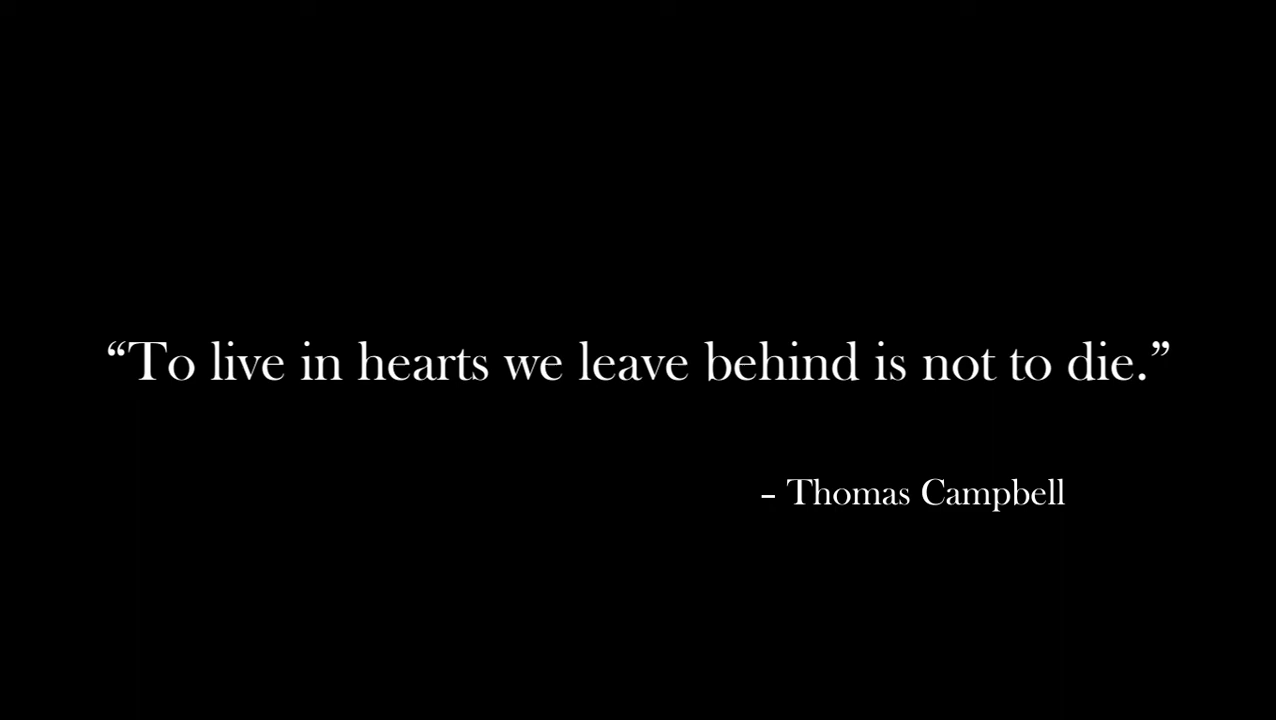 “To live in hearts we leave behind is not to die.”
– Thomas Campbell